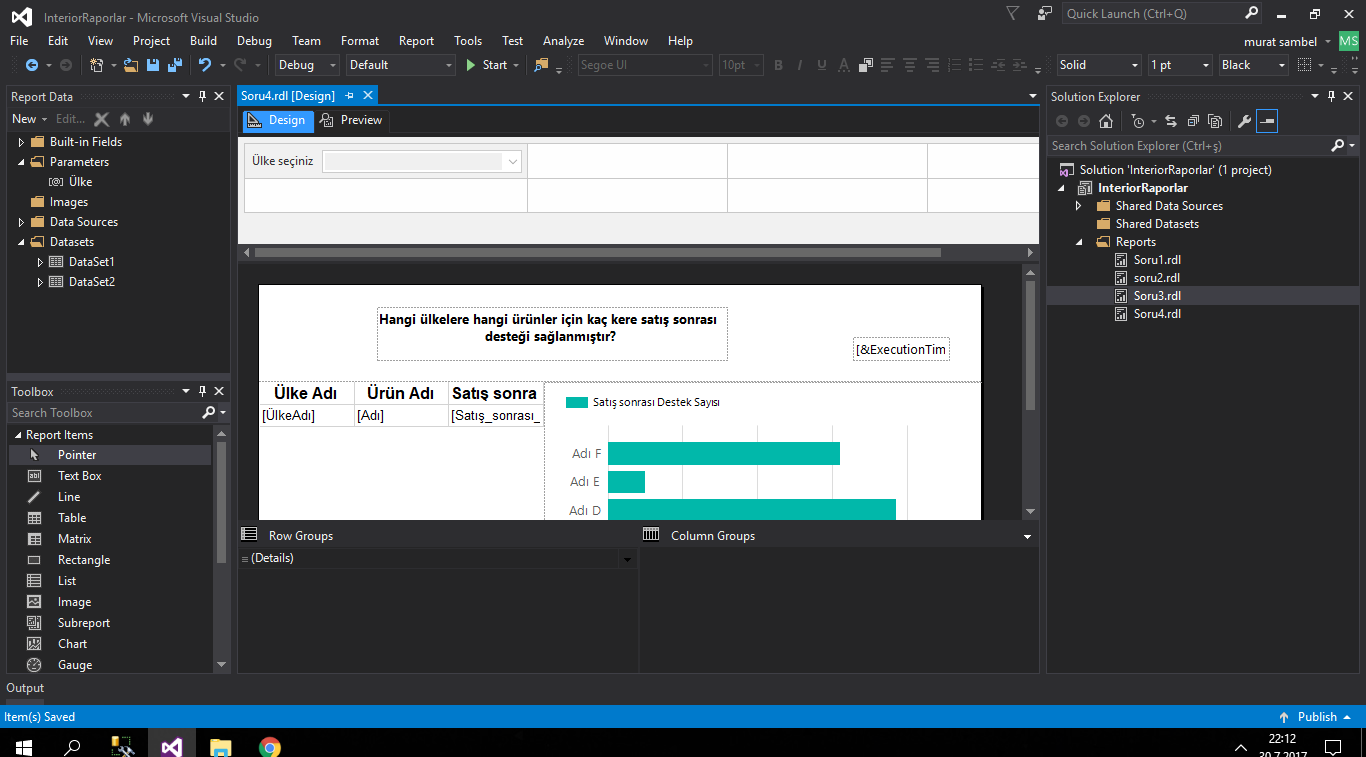 InteriorRaporlar - Microsoft Visual Studio
Quick Launch (Ctrl+Q)
File Edit View Project Build Debug Team Format Report Tools Test Analyze Window Help
murat sambel MS
Debug Default Start Segoe UI 10pt B I U A Solid 1 pt Black
Report Data
New Edit...
Built-in Fields
Parameters
Ülke
Images
Data Sources
Datasets
DataSet1
DataSet2
Toolbox
Search Toolbox
Report Items
Pointer
Text Box
Line
Table
Matrix
Rectangle
List
Image
Subreport
Chart
Gauge
Soru4.rdl [Design]
Design Preview
Ülke seçiniz
Hangi ülkelere hangi ürünler için kaç kere satış sonrası
desteği sağlanmıştır?
[&ExecutionTim
Ülke Adı Ürün Adı Satış sonra
[ÜlkeAdı] [Adı] [Satış_sonrası_
Satış sonrası Destek Sayısı
Adı F
Adı E
Adı D
Row Groups Column Groups
(Details)
Solution Explorer
Search Solution Explorer (Ctrl+ş)
Solution 'InteriorRaporlar' (1 project)
InteriorRaporlar
Shared Data Sources
Shared Datasets
Reports
Soru1.rdl
soru2.rdl
Soru3.rdl
Soru4.rdl
Output
Item(s) Saved Publish
22:12
30.7.2017